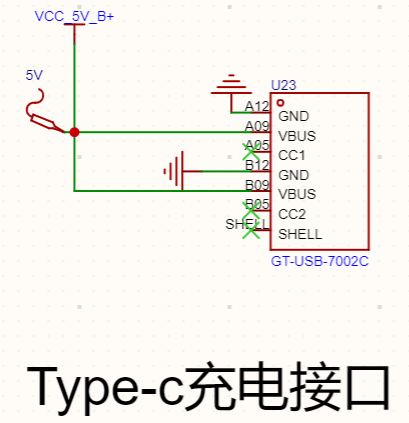 VCC_5V_B+
5V
U23
A12
GND
A09
VBUS
A05
CC1
B12
GND
B09
VBUS
B05
CC2
SHELL
SHELL
GT-USB-7002C
Type-c充电接口